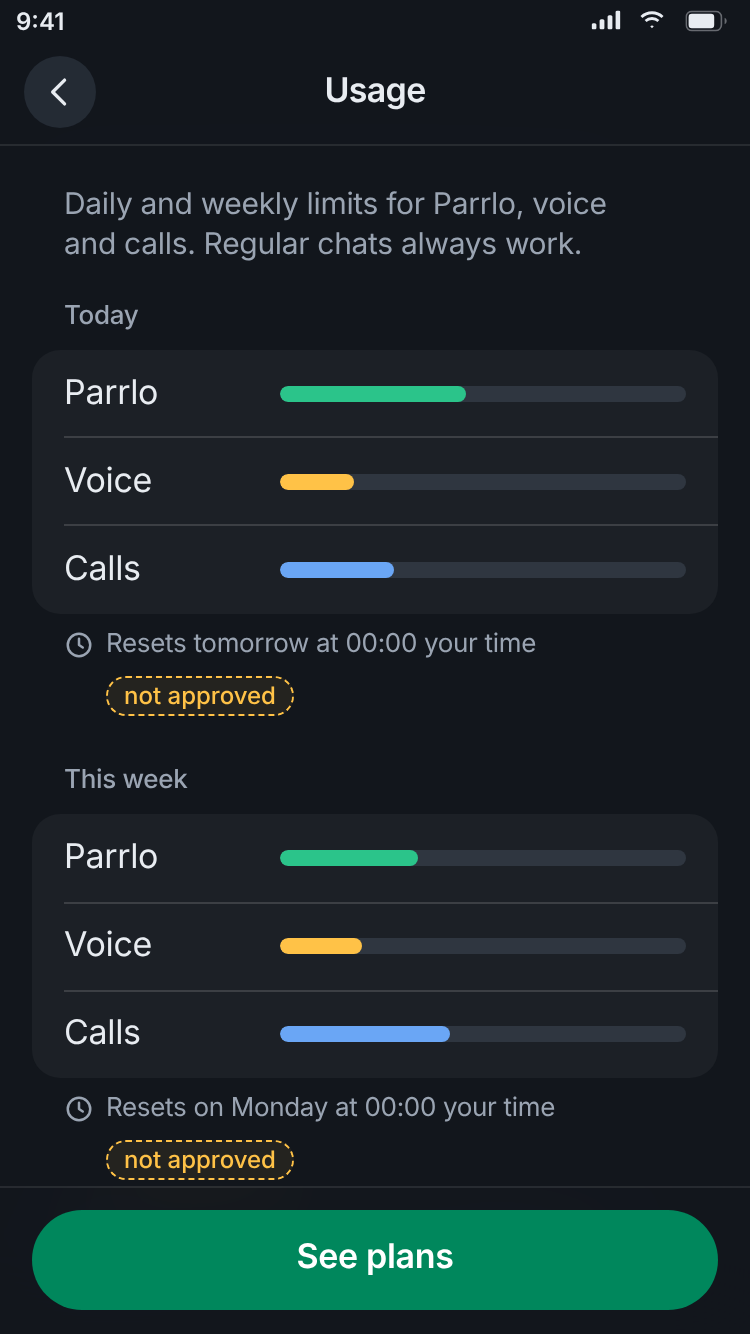 9:41
Usage
Daily and weekly limits for Parrlo, voice
and calls. Regular chats always work.
Today
Parrlo
Voice
Calls
Resets tomorrow at 00:00 your time
not approved
This week
Parrlo
Voice
Calls
Resets on Monday at 00:00 your time
not approved
See plans